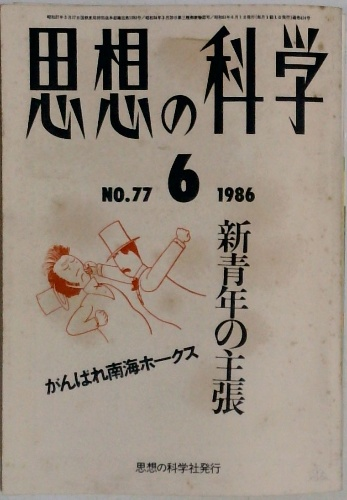 思想の科学
NO.77 6 1986
新青年の主張
がんばれ南海ホークス
思想の科学社発行